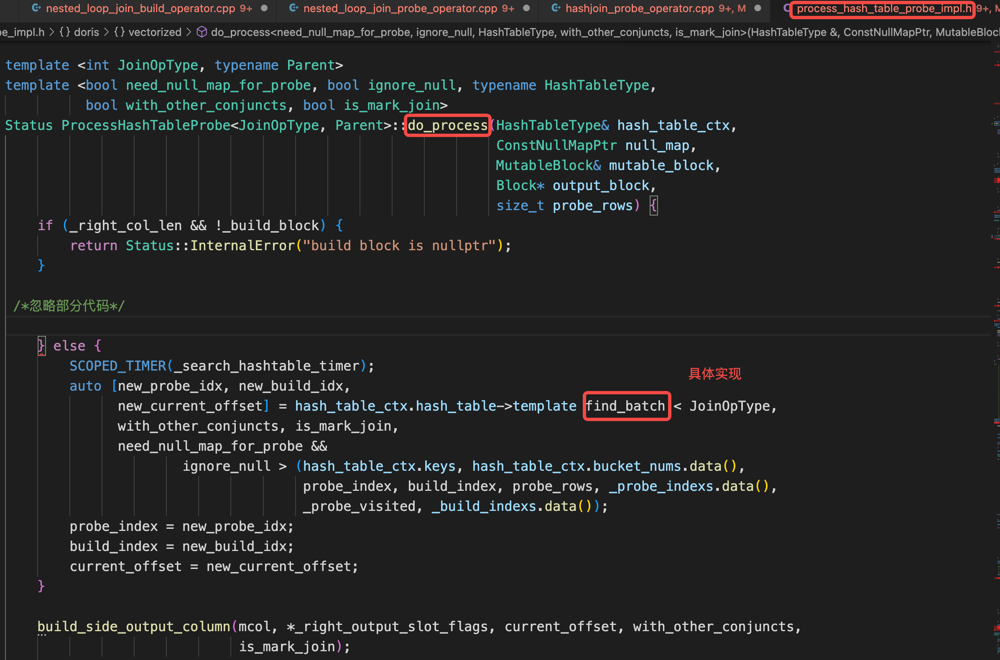 nested_loop_join_build_operator.cpp 9+
nested_loop_join_probe_operator.cpp 9+
hashjoin_probe_operator.cpp 9+, M
process_hash_table_probe_impl.h 9+, M
be_impl.h > {} doris > {} vectorized > do_process<need_null_map_for_probe, ignore_null, HashTableType, with_other_conjuncts, is_mark_join>(HashTableType &, ConstNullMapPtr, MutableBloc
template <int JoinOpType, typename Parent>
template <bool need_null_map_for_probe, bool ignore_null, typename HashTableType,
bool with_other_conjuncts, bool is_mark_join>
Status ProcessHashTableProbe<JoinOpType, Parent>::do_process(HashTableType& hash_table_ctx,
ConstNullMapPtr null_map,
MutableBlock& mutable_block,
Block* output_block,
size_t probe_rows) {
if (_right_col_len && !_build_block) {
return Status::InternalError("build block is nullptr");
}
/*忽略部分代码*/
} else {
SCOPED_TIMER(_search_hashtable_timer);
具体实现
auto [new_probe_idx, new_build_idx,
new_current_offset] = hash_table_ctx.hash_table->template find_batch < JoinOpType,
with_other_conjuncts, is_mark_join,
need_null_map_for_probe &&
ignore_null > (hash_table_ctx.keys, hash_table_ctx.bucket_nums.data(),
probe_index, build_index, probe_rows, _probe_indexs.data(),
_probe_visited, _build_indexs.data());
probe_index = new_probe_idx;
build_index = new_build_idx;
current_offset = new_current_offset;
}
build_side_output_column(mcol, *_right_output_slot_flags, current_offset, with_other_conjuncts,
is_mark_join);